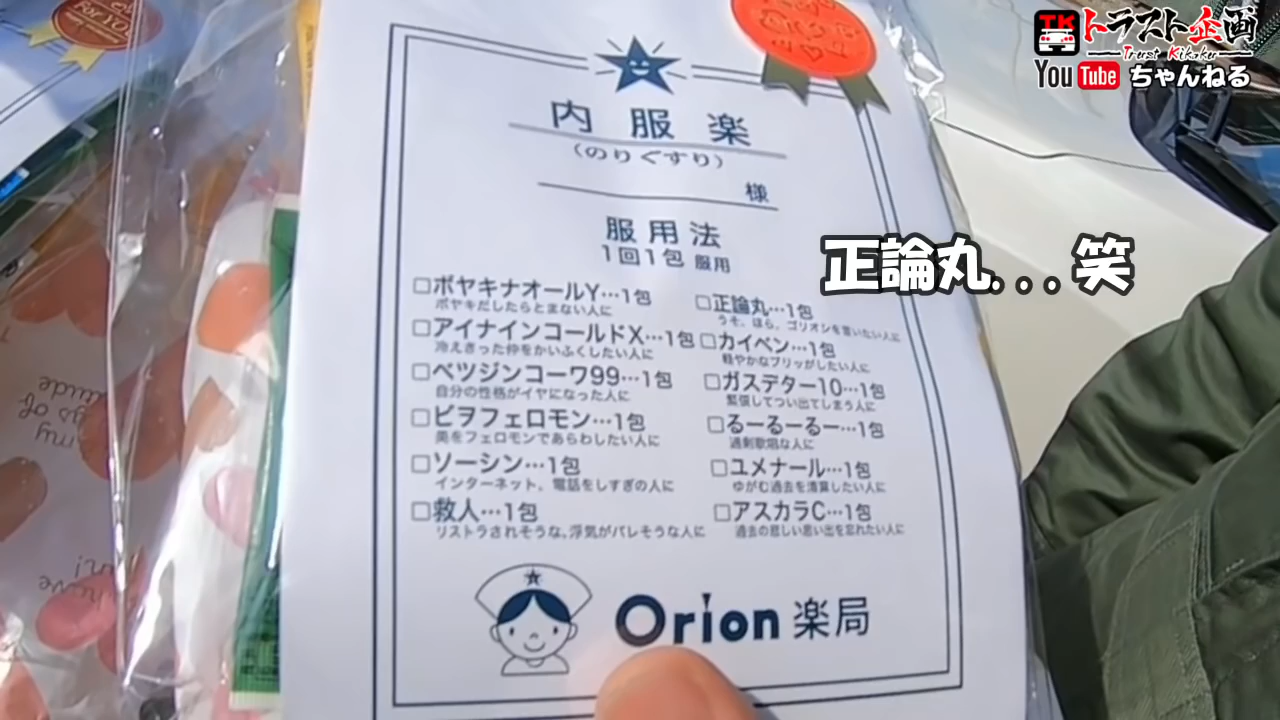 TK
トラスト企画
Trust Kikaku
YouTube ちゃんねる
FOR YOU
内服楽
(のりぐすり)
様
服用法
1回1包 服用
□ボヤキナオールY…1包
ボヤキだしたらとまない人に
□アイナインコールドX…1包
冷えきった仲をかいふくしたい人に
□ベツジンコーワ99…1包
自分の性格がイヤになった人に
□ビヲフェロモン…1包
美をフェロモンであらわしたい人に
□ソーシン…1包
インターネット、電話をしすぎの人に
□救人…1包
リストラされそうな、浮気がバレそうな人に
□正論丸…1包
うそ、ほら、ゴリオシを言いたい人に
□カイベン…1包
軽やかなブリッがしたい人に
□ガスデター10…1包
緊張してつい出てしまう人に
□るーるーるー…1包
過剰歌唱な人に
□ユメナール…1包
ゆがむ過去を清算したい人に
□アスカラC…1包
過去の悲しい思い出を忘れたい人に
Orion 楽局
正論丸...笑